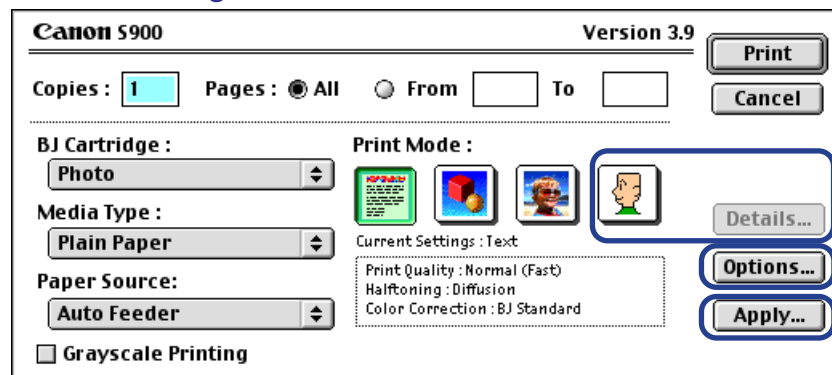 Canon S900 Version 3.9
Print
Copies : 1 Pages : All From To
Cancel
BJ Cartridge : Print Mode :
Photo
Media Type :
Details...
Plain Paper
Current Settings : Text
Options...
Print Quality : Normal (Fast)
Paper Source:
Halftoning : Diffusion
Auto Feeder
Color Correction : BJ Standard
Apply...
Grayscale Printing